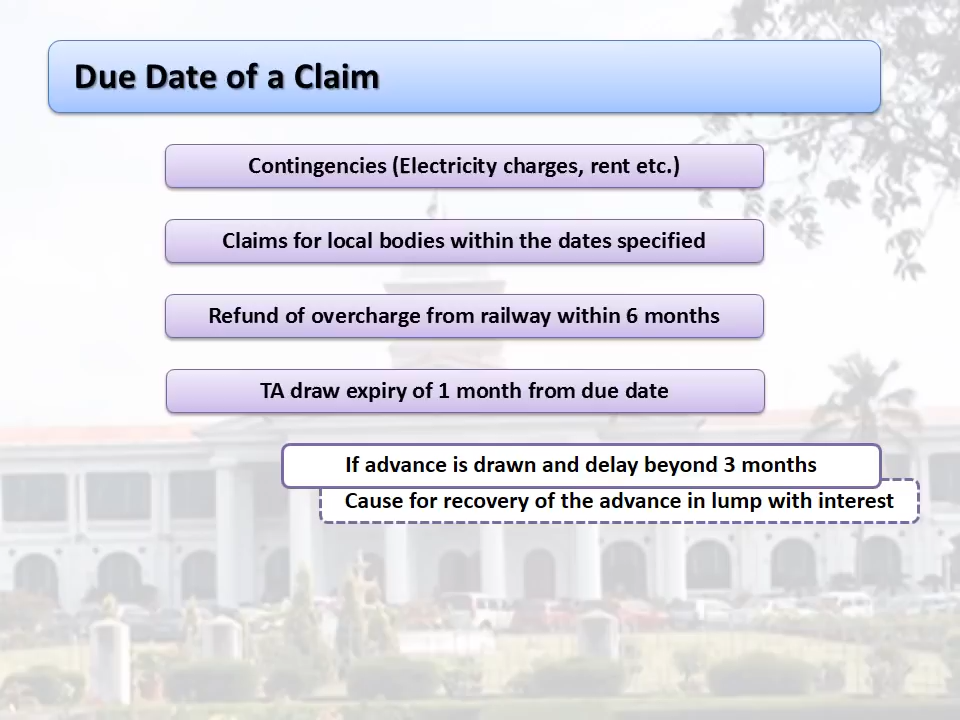 Due Date of a Claim
Contingencies (Electricity charges, rent etc.)
Claims for local bodies within the dates specified
Refund of overcharge from railway within 6 months
TA draw expiry of 1 month from due date
If advance is drawn and delay beyond 3 months
Cause for recovery of the advance in lump with interest